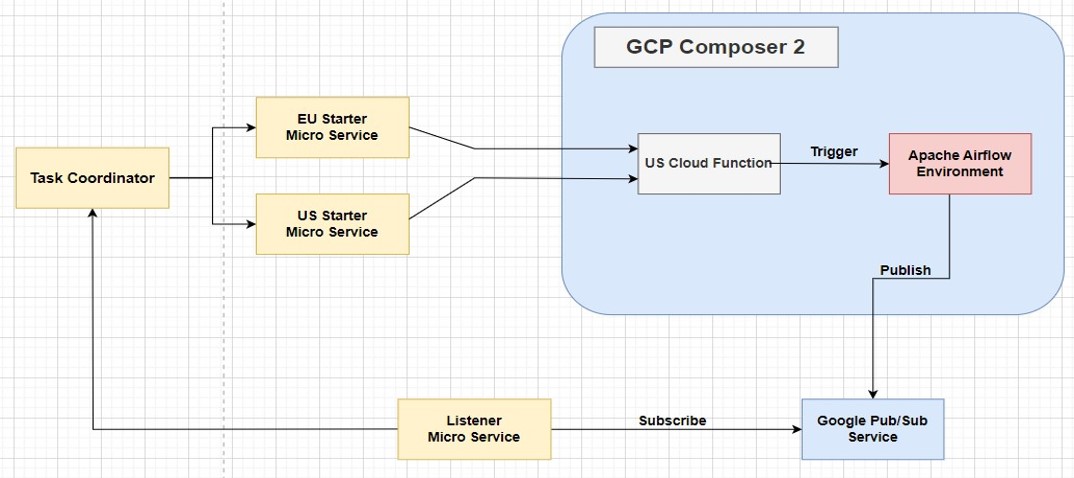 GCP Composer 2
EU Starter
Micro Service
Task Coordinator
US Starter
Micro Service
US Cloud Function
Trigger
Apache Airflow
Environment
Publish
Listener
Micro Service
Subscribe
Google Pub/Sub
Service